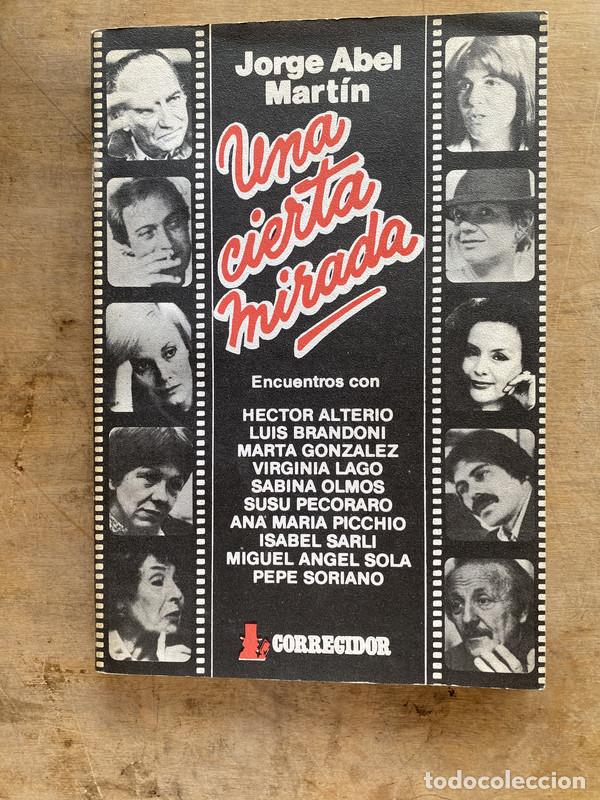 Jorge Abel
Martín
Una
cierta
mirada
Encuentros con
HECTOR ALTERIO
LUIS BRANDONI
MARTA GONZALEZ
VIRGINIA LAGO
SABINA OLMOS
SUSU PECORARO
ANA MARIA PICCHIO
ISABEL SARLI
MIGUEL ANGEL SOLA
PEPE SORIANO
CORREGIDOR
todocoleccion